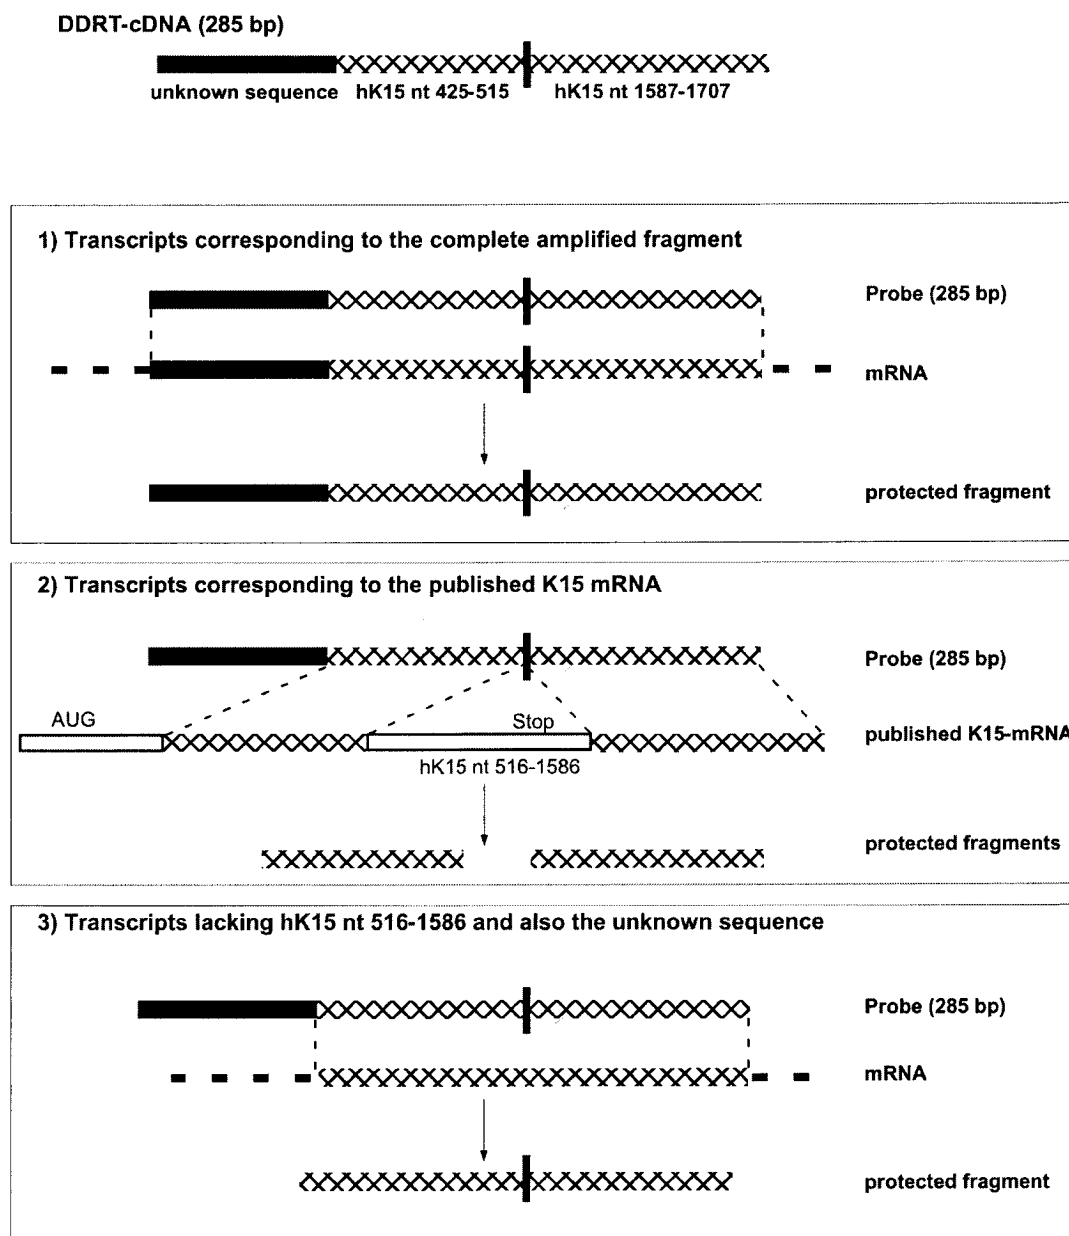 DDRT-cDNA (285 bp)
unknown sequence hK15 nt 425-515 hK15 nt 1587-1707
1) Transcripts corresponding to the complete amplified fragment
Probe (285 bp)
mRNA
protected fragment
2) Transcripts corresponding to the published K15 mRNA
Probe (285 bp)
AUG
Stop
published K15-mRNA
hK15 nt 516-1586
protected fragments
3) Transcripts lacking hK15 nt 516-1586 and also the unknown sequence
Probe (285 bp)
mRNA
protected fragment